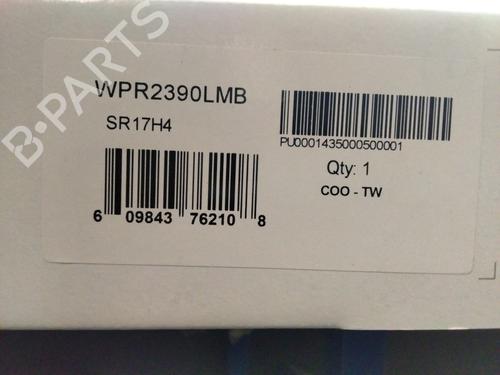 WPR2390LMB
SR17H4
6 09843 76210 8
PU0001435000500001
Qty: 1
COO - TW
B-PARTS